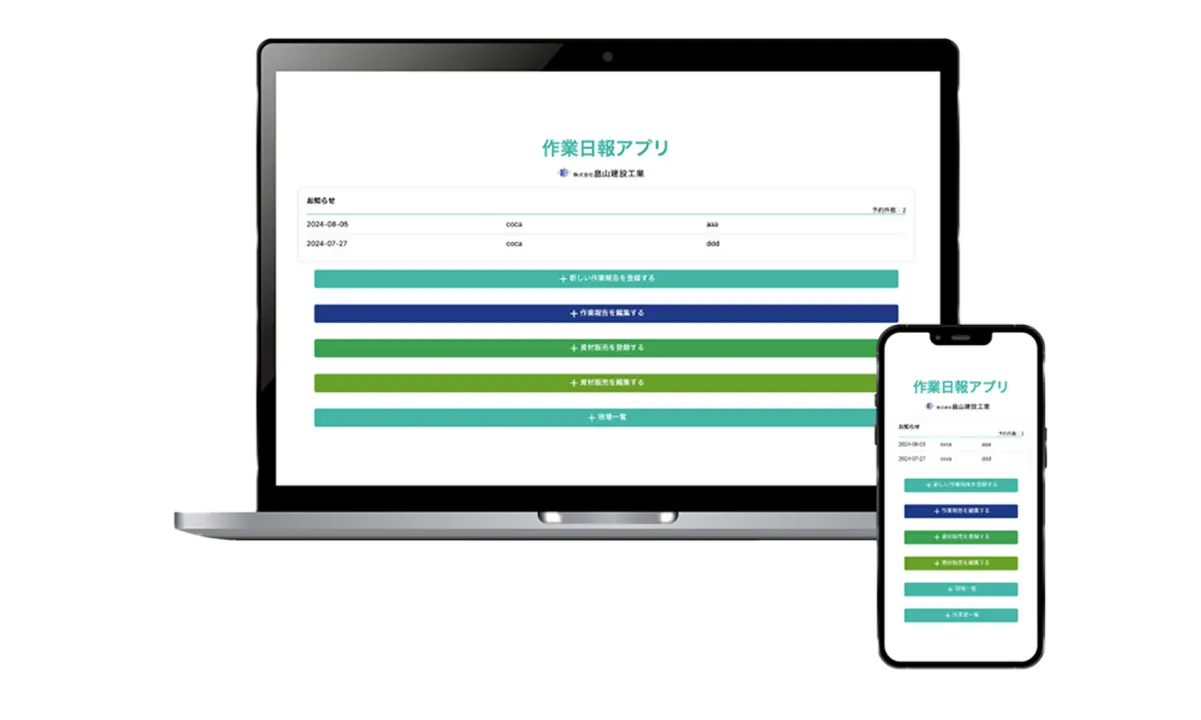 作業日報アプリ
株式会社畠山建設工業
お知らせ
予約件数:2
2024-08-05 coca aaa
2024-07-27 coca ddd
+ 新しい作業報告を登録する
+ 作業報告を編集する
+ 資材販売を登録する
+ 資材販売を編集する
+ 現場一覧
作業日報アプリ
株式会社畠山建設工業
お知らせ
予約件数:2
2024-08-05 coca aaa
2024-07-27 coca ddd
+ 新しい作業報告を登録する
+ 作業報告を編集する
+ 資材販売を登録する
+ 資材販売を編集する
+ 現場一覧
+ 作業者一覧